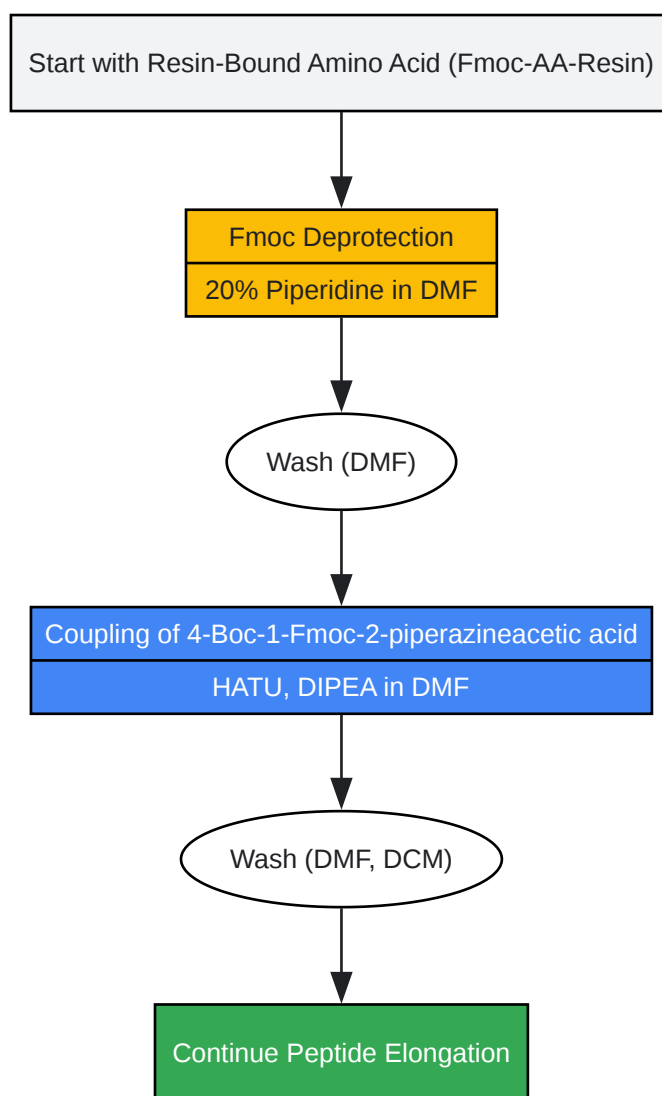 Start with Resin-Bound Amino Acid (Fmoc-AA-Resin)
Fmoc Deprotection
20% Piperidine in DMF
Wash (DMF)
Coupling of 4-Boc-1-Fmoc-2-piperazineacetic acid
HATU, DIPEA in DMF
Wash (DMF, DCM)
Continue Peptide Elongation